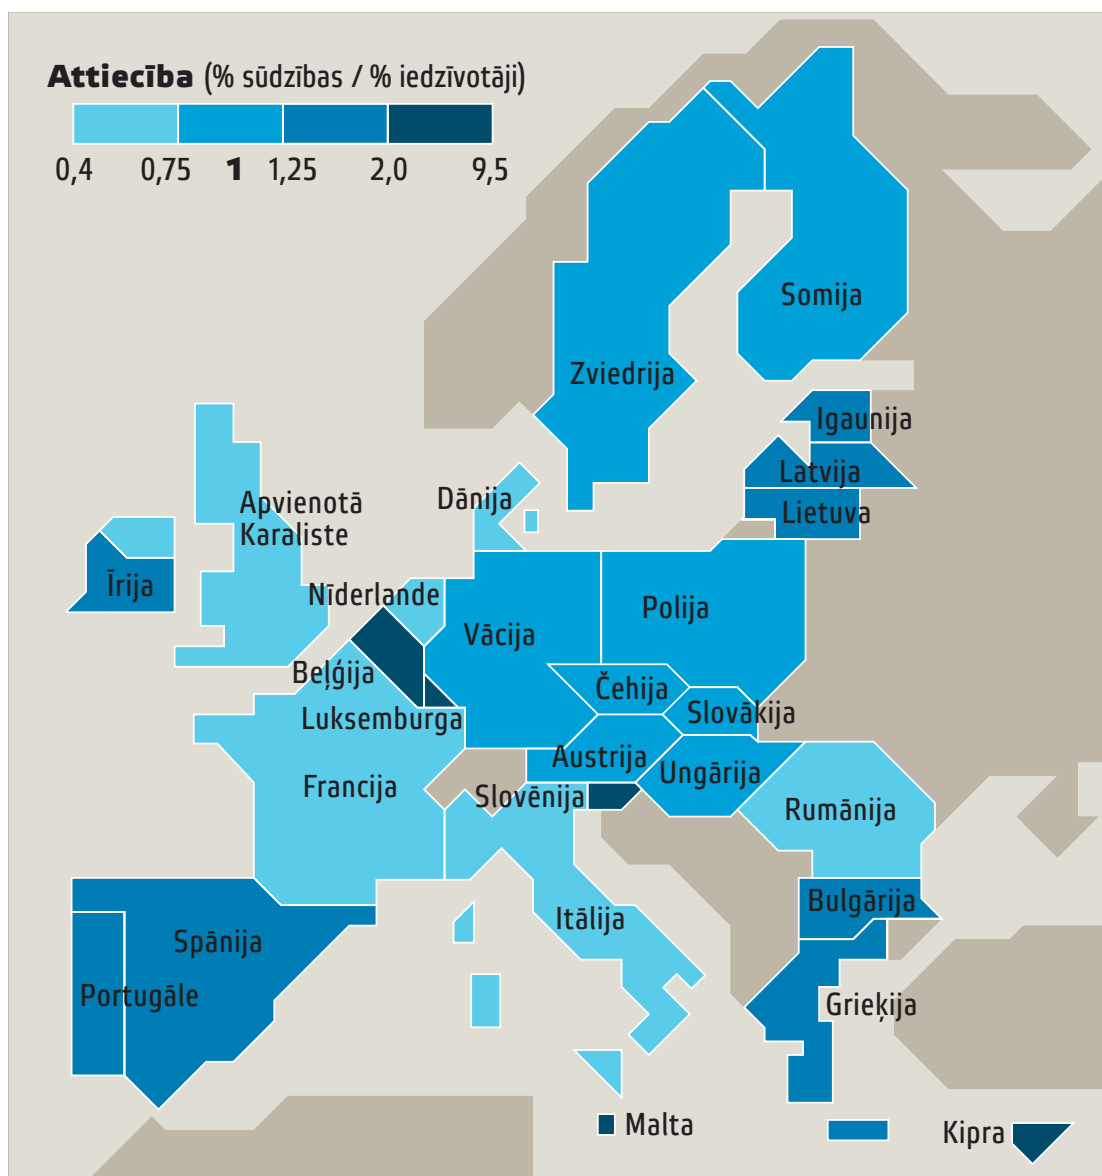 Attiecība (% sūdzības / % iedzīvotāji)
0,4 0,75 1 1,25 2,0 9,5
Somija
Zviedrija
Igaunija
Latvija
Lietuva
Dānija
Apvienotā
Karaliste
Īrija
Nīderlande
Polija
Vācija
Beļģija
Čehija
Luksemburga
Slovākija
Austrija
Ungārija
Francija
Slovēnija
Rumānija
Bulgārija
Itālija
Spānija
Portugāle
Grieķija
Malta
Kipra